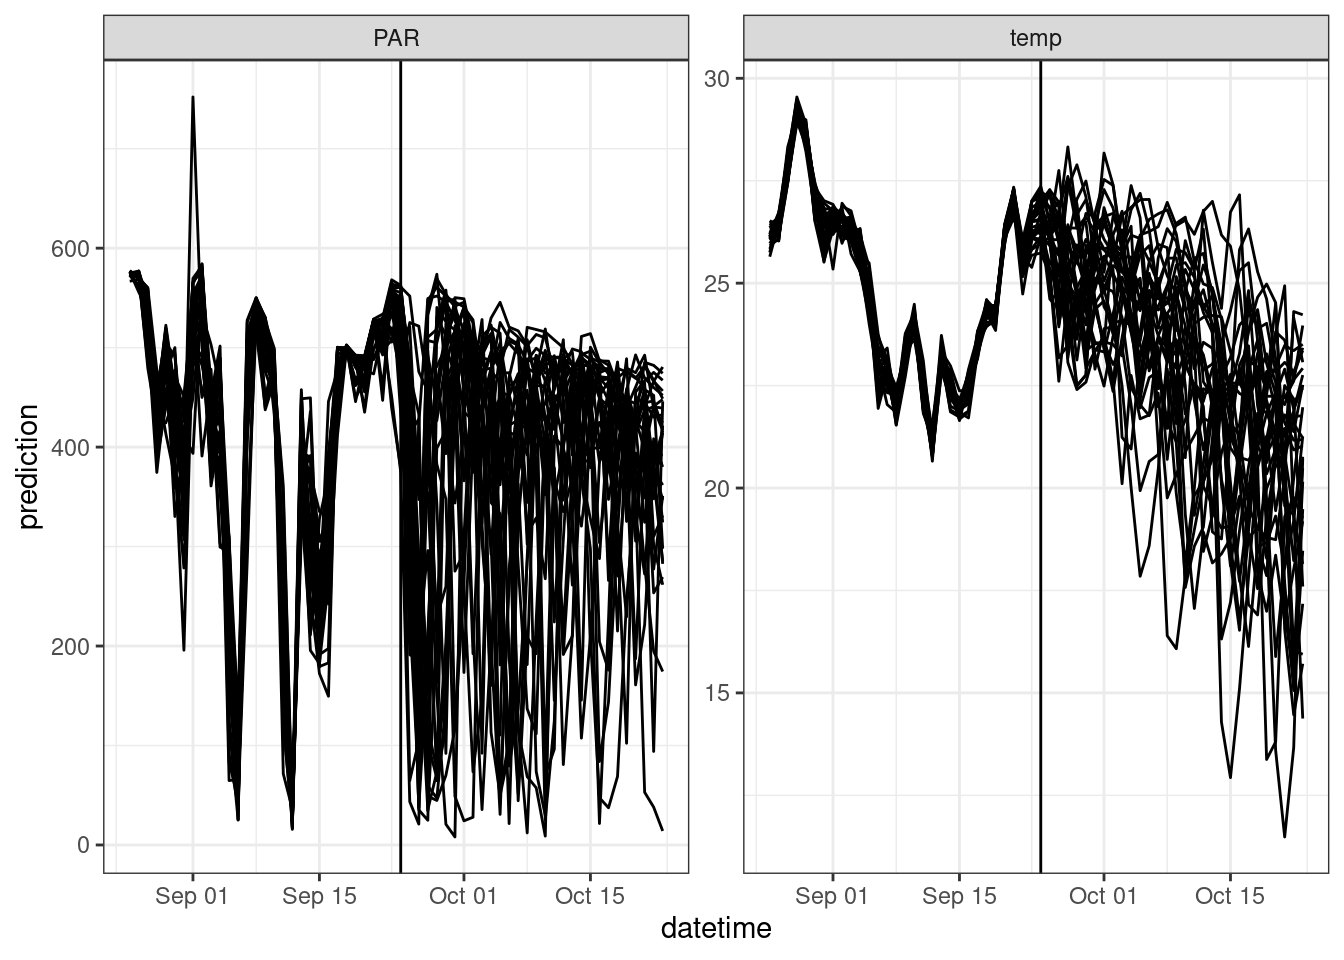 PAR
temp
prediction
600
400
200
0
30
25
20
15
Sep 01
Sep 15
Oct 01
Oct 15
Sep 01
Sep 15
Oct 01
Oct 15
datetime